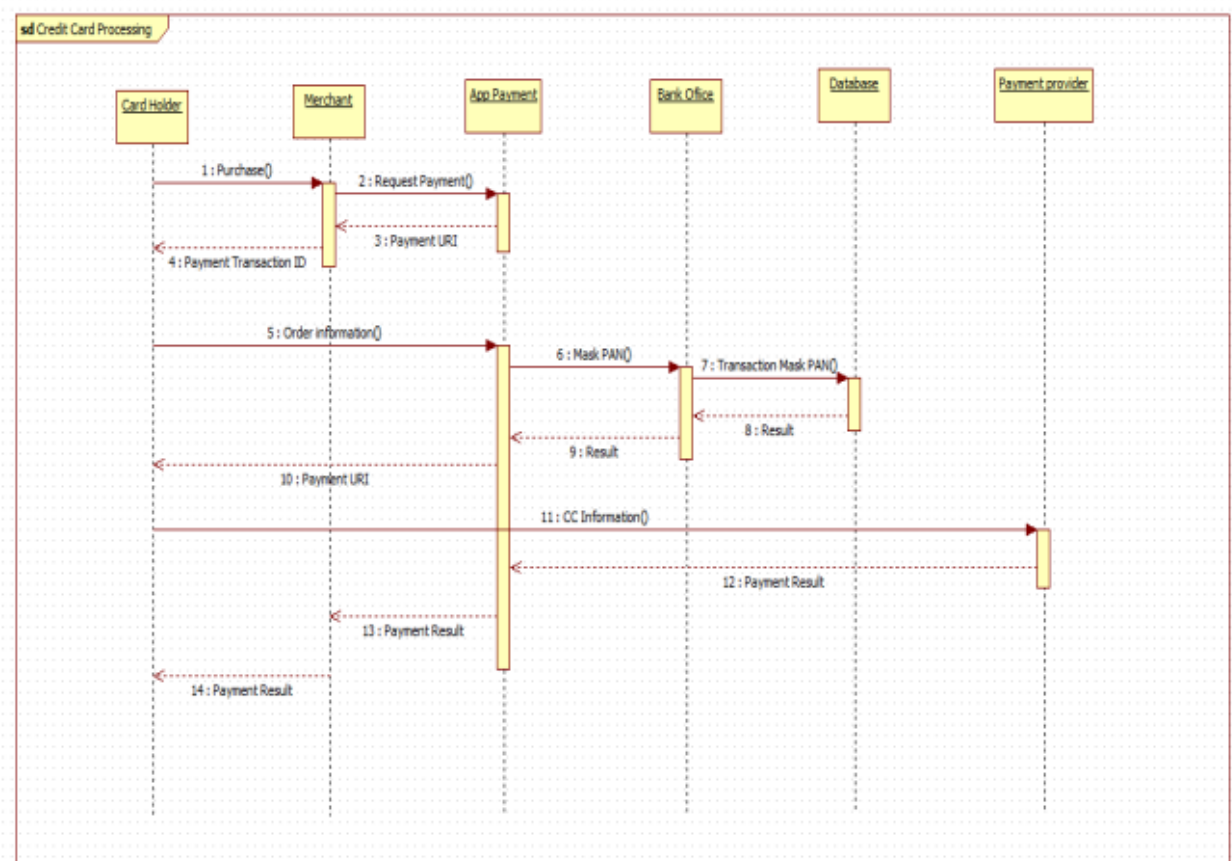 sd Credit Card Processing
Card Holder
Merchant
App Payment
Bank Ofice
Database
Payment provider
1 : Purchase()
2 : Request Payment()
3 : Payment URI
4 : Payment Transaction ID
5 : Order information()
6 : Mask PAN()
7 : Transaction Mask PAN()
8 : Result
9 : Result
10 : Payment URI
11 : CC Information()
12 : Payment Result
13 : Payment Result
14 : Payment Result